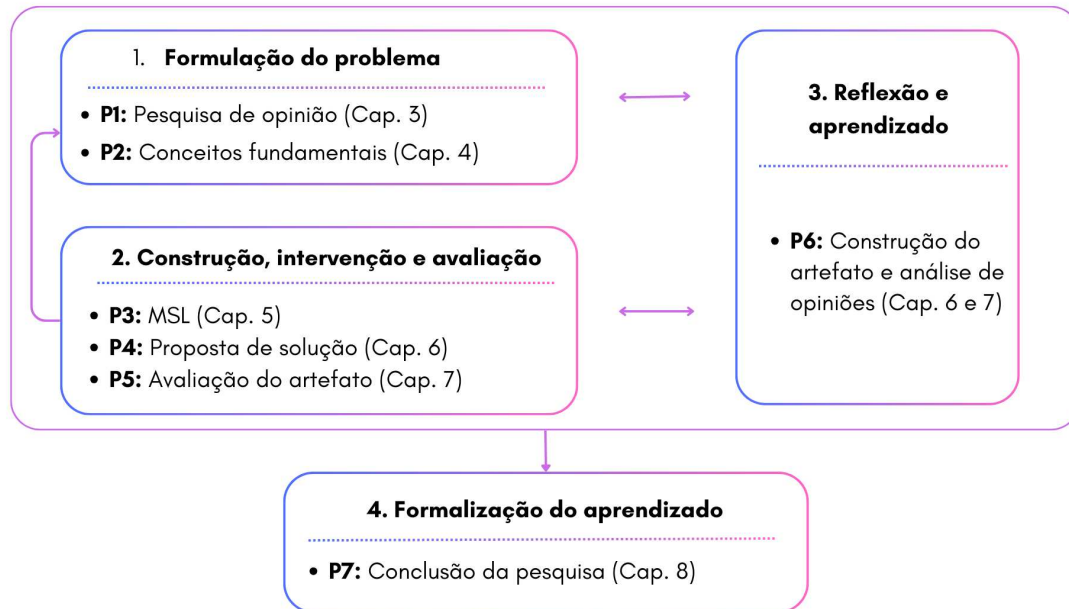 1. Formulação do problema
• P1: Pesquisa de opinião (Cap. 3)
• P2: Conceitos fundamentais (Cap. 4)
2. Construção, intervenção e avaliação
• P3: MSL (Cap. 5)
• P4: Proposta de solução (Cap. 6)
• P5: Avaliação do artefato (Cap. 7)
3. Reflexão e
aprendizado
• P6: Construção do
artefato e análise de
opiniões (Cap. 6 e 7)
4. Formalização do aprendizado
• P7: Conclusão da pesquisa (Cap. 8)